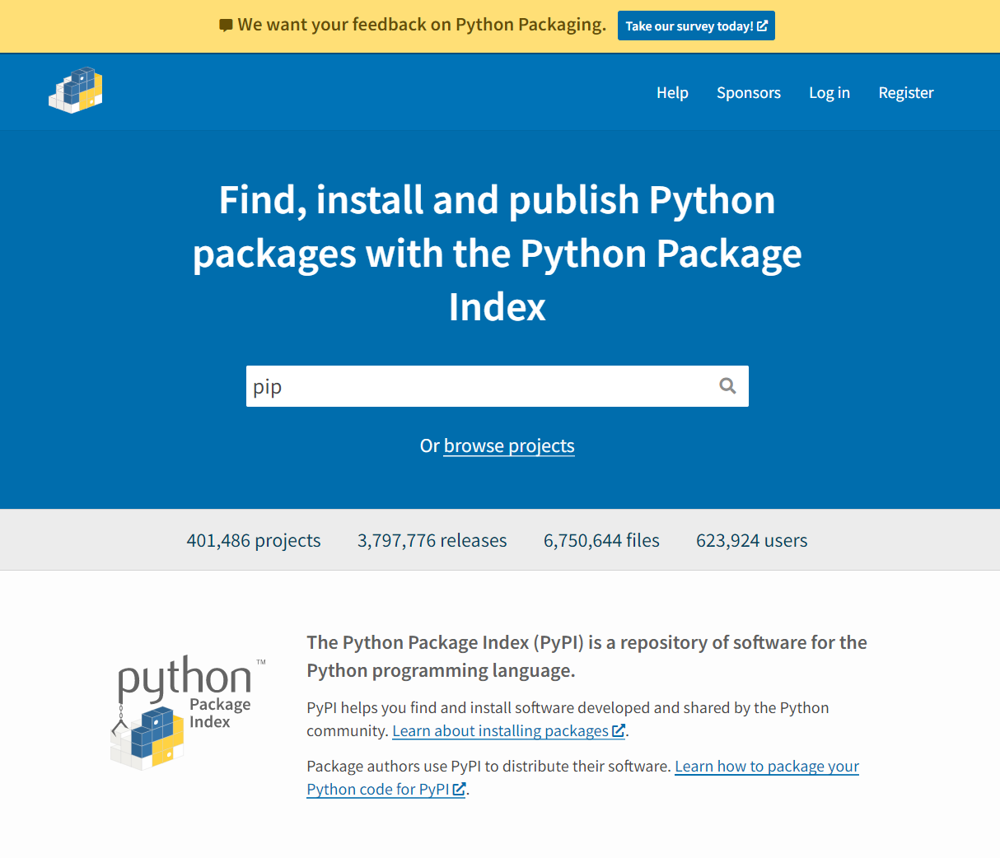 We want your feedback on Python Packaging. Take our survey today!
Help Sponsors Log in Register
Find, install and publish Python
packages with the Python Package
Index
pip
Or browse projects
401,486 projects 3,797,776 releases 6,750,644 files 623,924 users
python ™
Package
Index
The Python Package Index (PyPI) is a repository of software for the
Python programming language.
PyPI helps you find and install software developed and shared by the Python
community. Learn about installing packages.
Package authors use PyPI to distribute their software. Learn how to package your
Python code for PyPI.